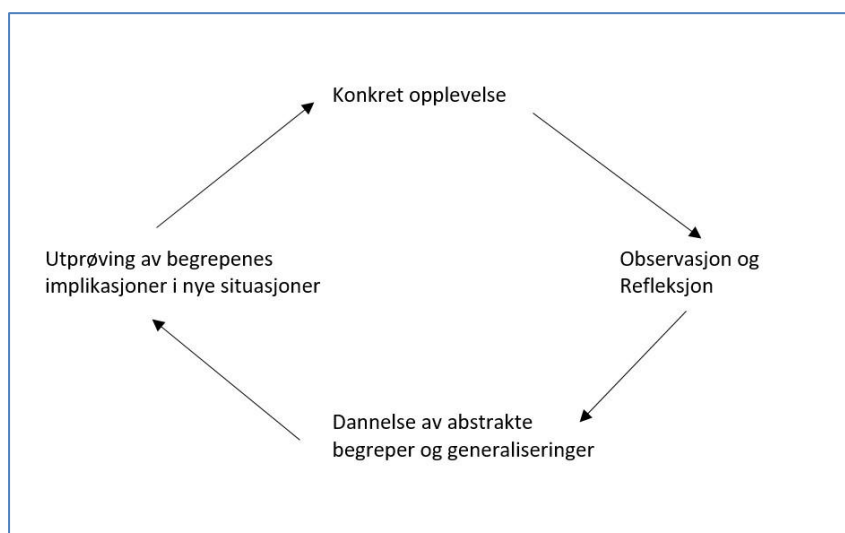 Konkret opplevelse
Observasjon og
Refleksjon
Dannelse av abstrakte
begreper og generaliseringer
Utprøving av begrepenes
implikasjoner i nye situasjoner